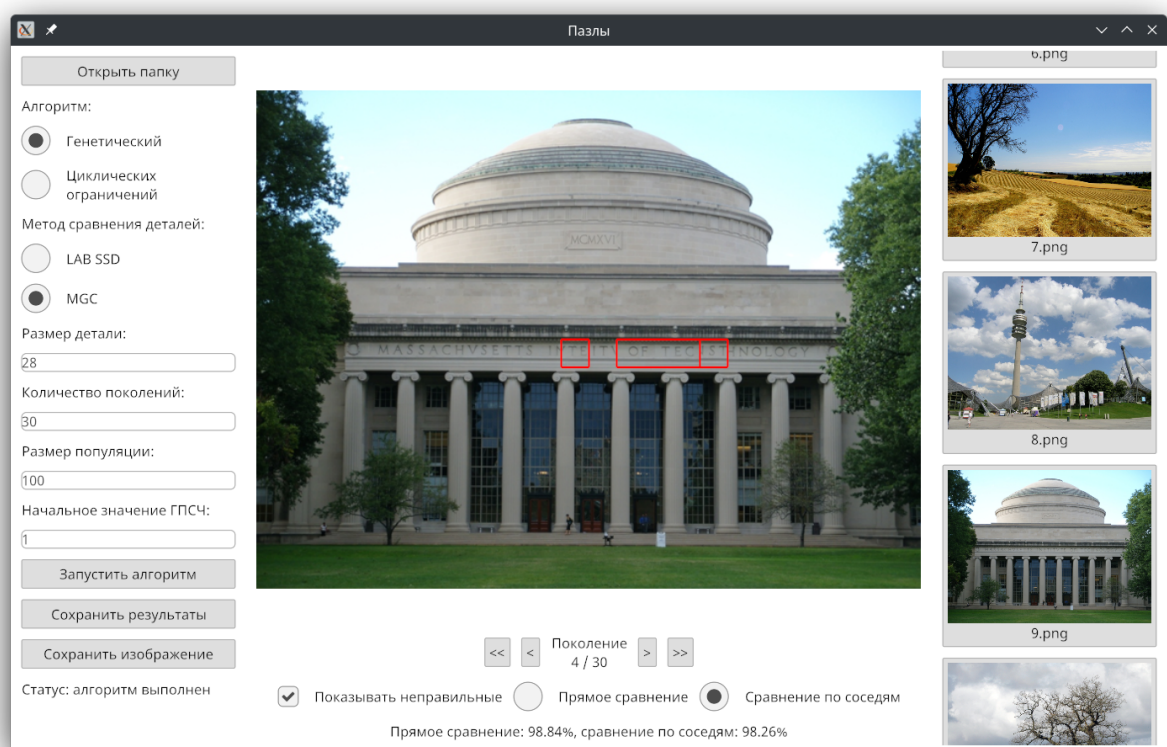 Пазлы
Открыть папку
Алгоритм:
Генетический
Циклических
ограничений
Метод сравнения деталей:
LAB SSD
MGC
Размер детали:
28
Количество поколений:
30
Размер популяции:
100
Начальное значение ГПСЧ:
1
Запустить алгоритм
Сохранить результаты
Сохранить изображение
Статус: алгоритм выполнен
MCMXVI
MASSACHVSETTS
OF
<<
<
Поколение
4 / 30
>
>>
Показывать неправильные
Прямое сравнение
Сравнение по соседям
Прямое сравнение: 98.84%, сравнение по соседям: 98.26%
6.png
7.png
8.png
9.png